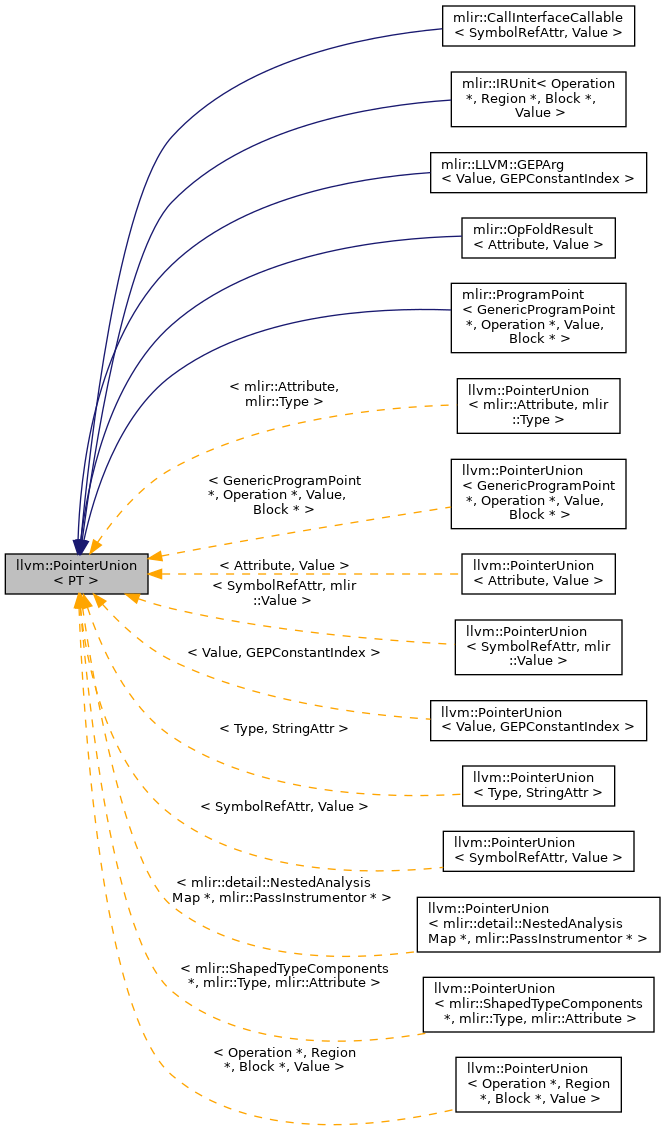 mlir::CallInterfaceCallable
< SymbolRefAttr, Value >
mlir::IRUnit< Operation
*, Region *, Block *,
Value >
mlir::LLVM::GEPArg
< Value, GEPConstantIndex >
mlir::OpFoldResult
< Attribute, Value >
mlir::ProgramPoint
< GenericProgramPoint
*, Operation *, Value,
Block * >
< mlir::Attribute,
mlir::Type >
llvm::PointerUnion
< mlir::Attribute, mlir
::Type >
< GenericProgramPoint
*, Operation *, Value,
Block * >
llvm::PointerUnion
< GenericProgramPoint
*, Operation *, Value,
Block * >
llvm::PointerUnion
< PT >
< Attribute, Value >
llvm::PointerUnion
< Attribute, Value >
< SymbolRefAttr, mlir
::Value >
llvm::PointerUnion
< SymbolRefAttr, mlir
::Value >
< Value, GEPConstantIndex >
llvm::PointerUnion
< Value, GEPConstantIndex >
< Type, StringAttr >
llvm::PointerUnion
< Type, StringAttr >
< SymbolRefAttr, Value >
llvm::PointerUnion
< SymbolRefAttr, Value >
< mlir::detail::NestedAnalysis
Map *, mlir::PassInstrumentor * >
llvm::PointerUnion
< mlir::detail::NestedAnalysis
Map *, mlir::PassInstrumentor * >
< mlir::ShapedTypeComponents
*, mlir::Type, mlir::Attribute >
llvm::PointerUnion
< mlir::ShapedTypeComponents
*, mlir::Type, mlir::Attribute >
< Operation *, Region
*, Block *, Value >
llvm::PointerUnion
< Operation *, Region
*, Block *, Value >